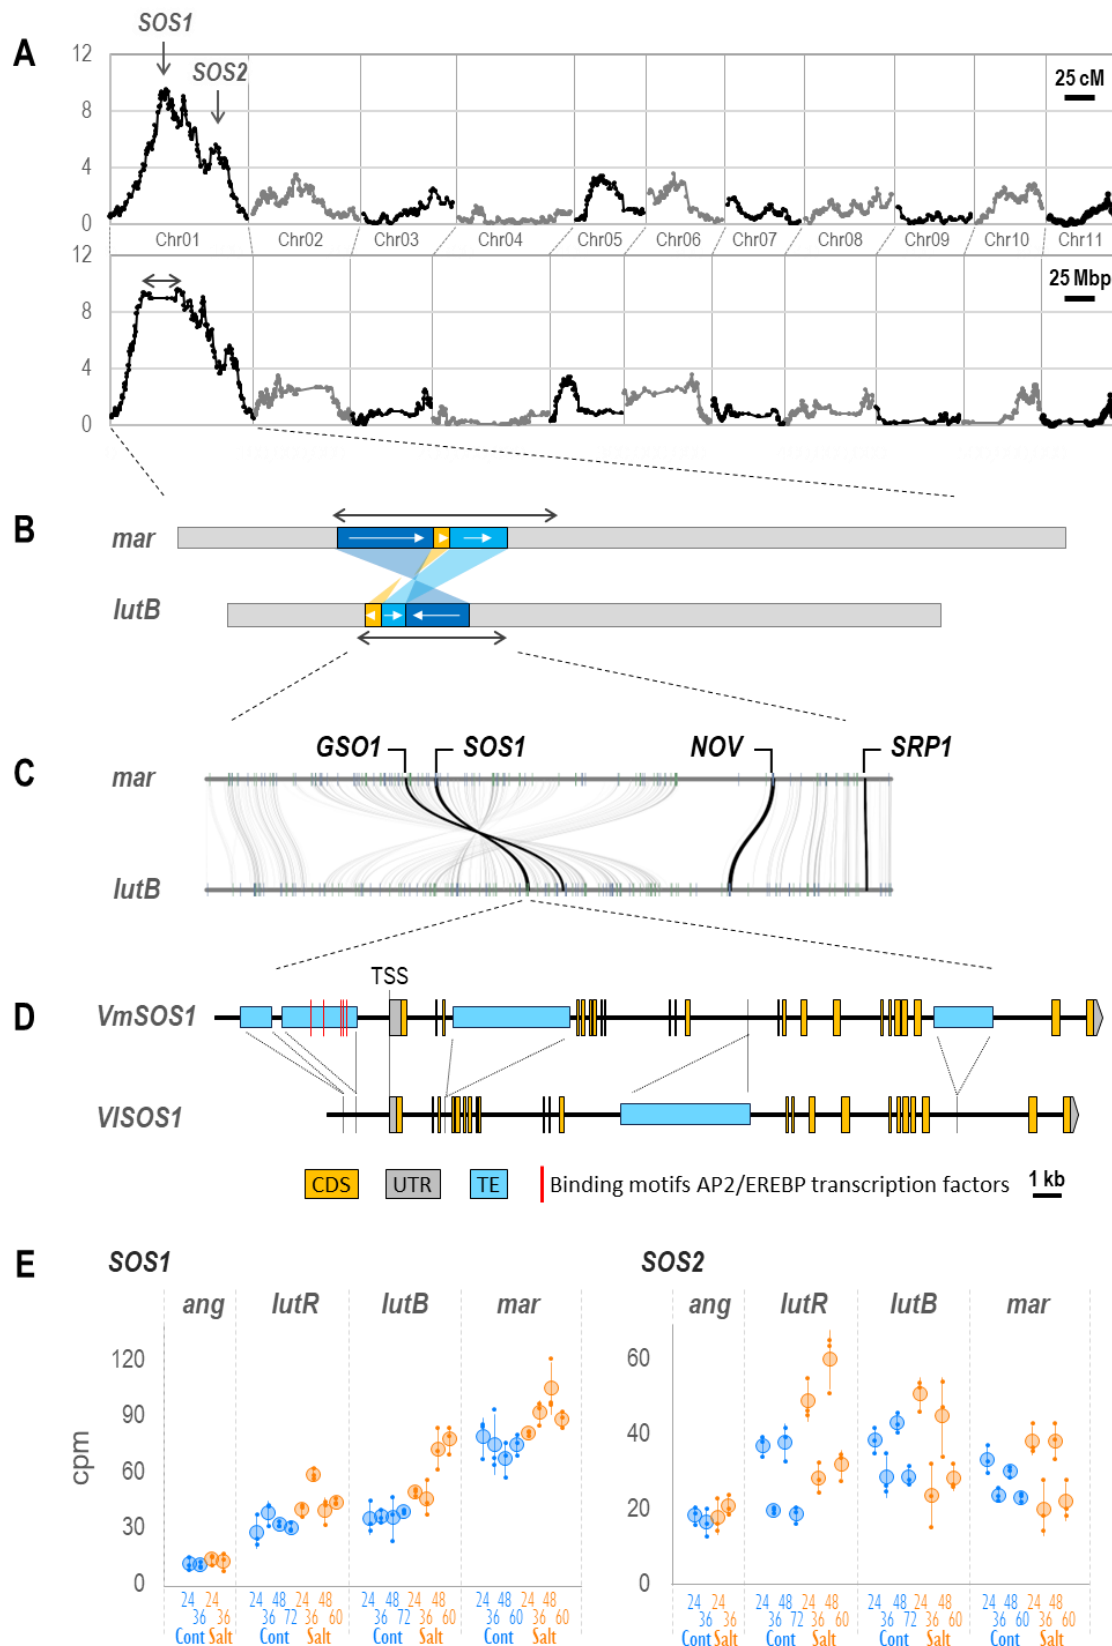 A
SOS1
SOS2
12
8
4
0
25 cM
Chr01 Chr02 Chr03 Chr04 Chr05 Chr06 Chr07 Chr08 Chr09 Chr10 Chr11
12
8
4
0
25 Mbp
B
mar
lutB
C
GSO1 SOS1 NOV SRP1
mar
lutB
D
TSS
VmSOS1
VlSOS1
CDS UTR TE Binding motifs AP2/EREBP transcription factors 1 kb
E
SOS1
ang lutR lutB mar
cpm
120
90
60
30
0
24 24 24 48 24 48 24 48 24 48 24 48 24 48
36 36 36 72 36 60 36 72 36 60 36 60 36 60
Cont Salt Cont Salt Cont Salt Cont Salt
SOS2
ang lutR lutB mar
60
40
20
0
24 24 24 48 24 48 24 48 24 48 24 48 24 48
36 36 36 72 36 60 36 72 36 60 36 60 36 60
Cont Salt Cont Salt Cont Salt Cont Salt